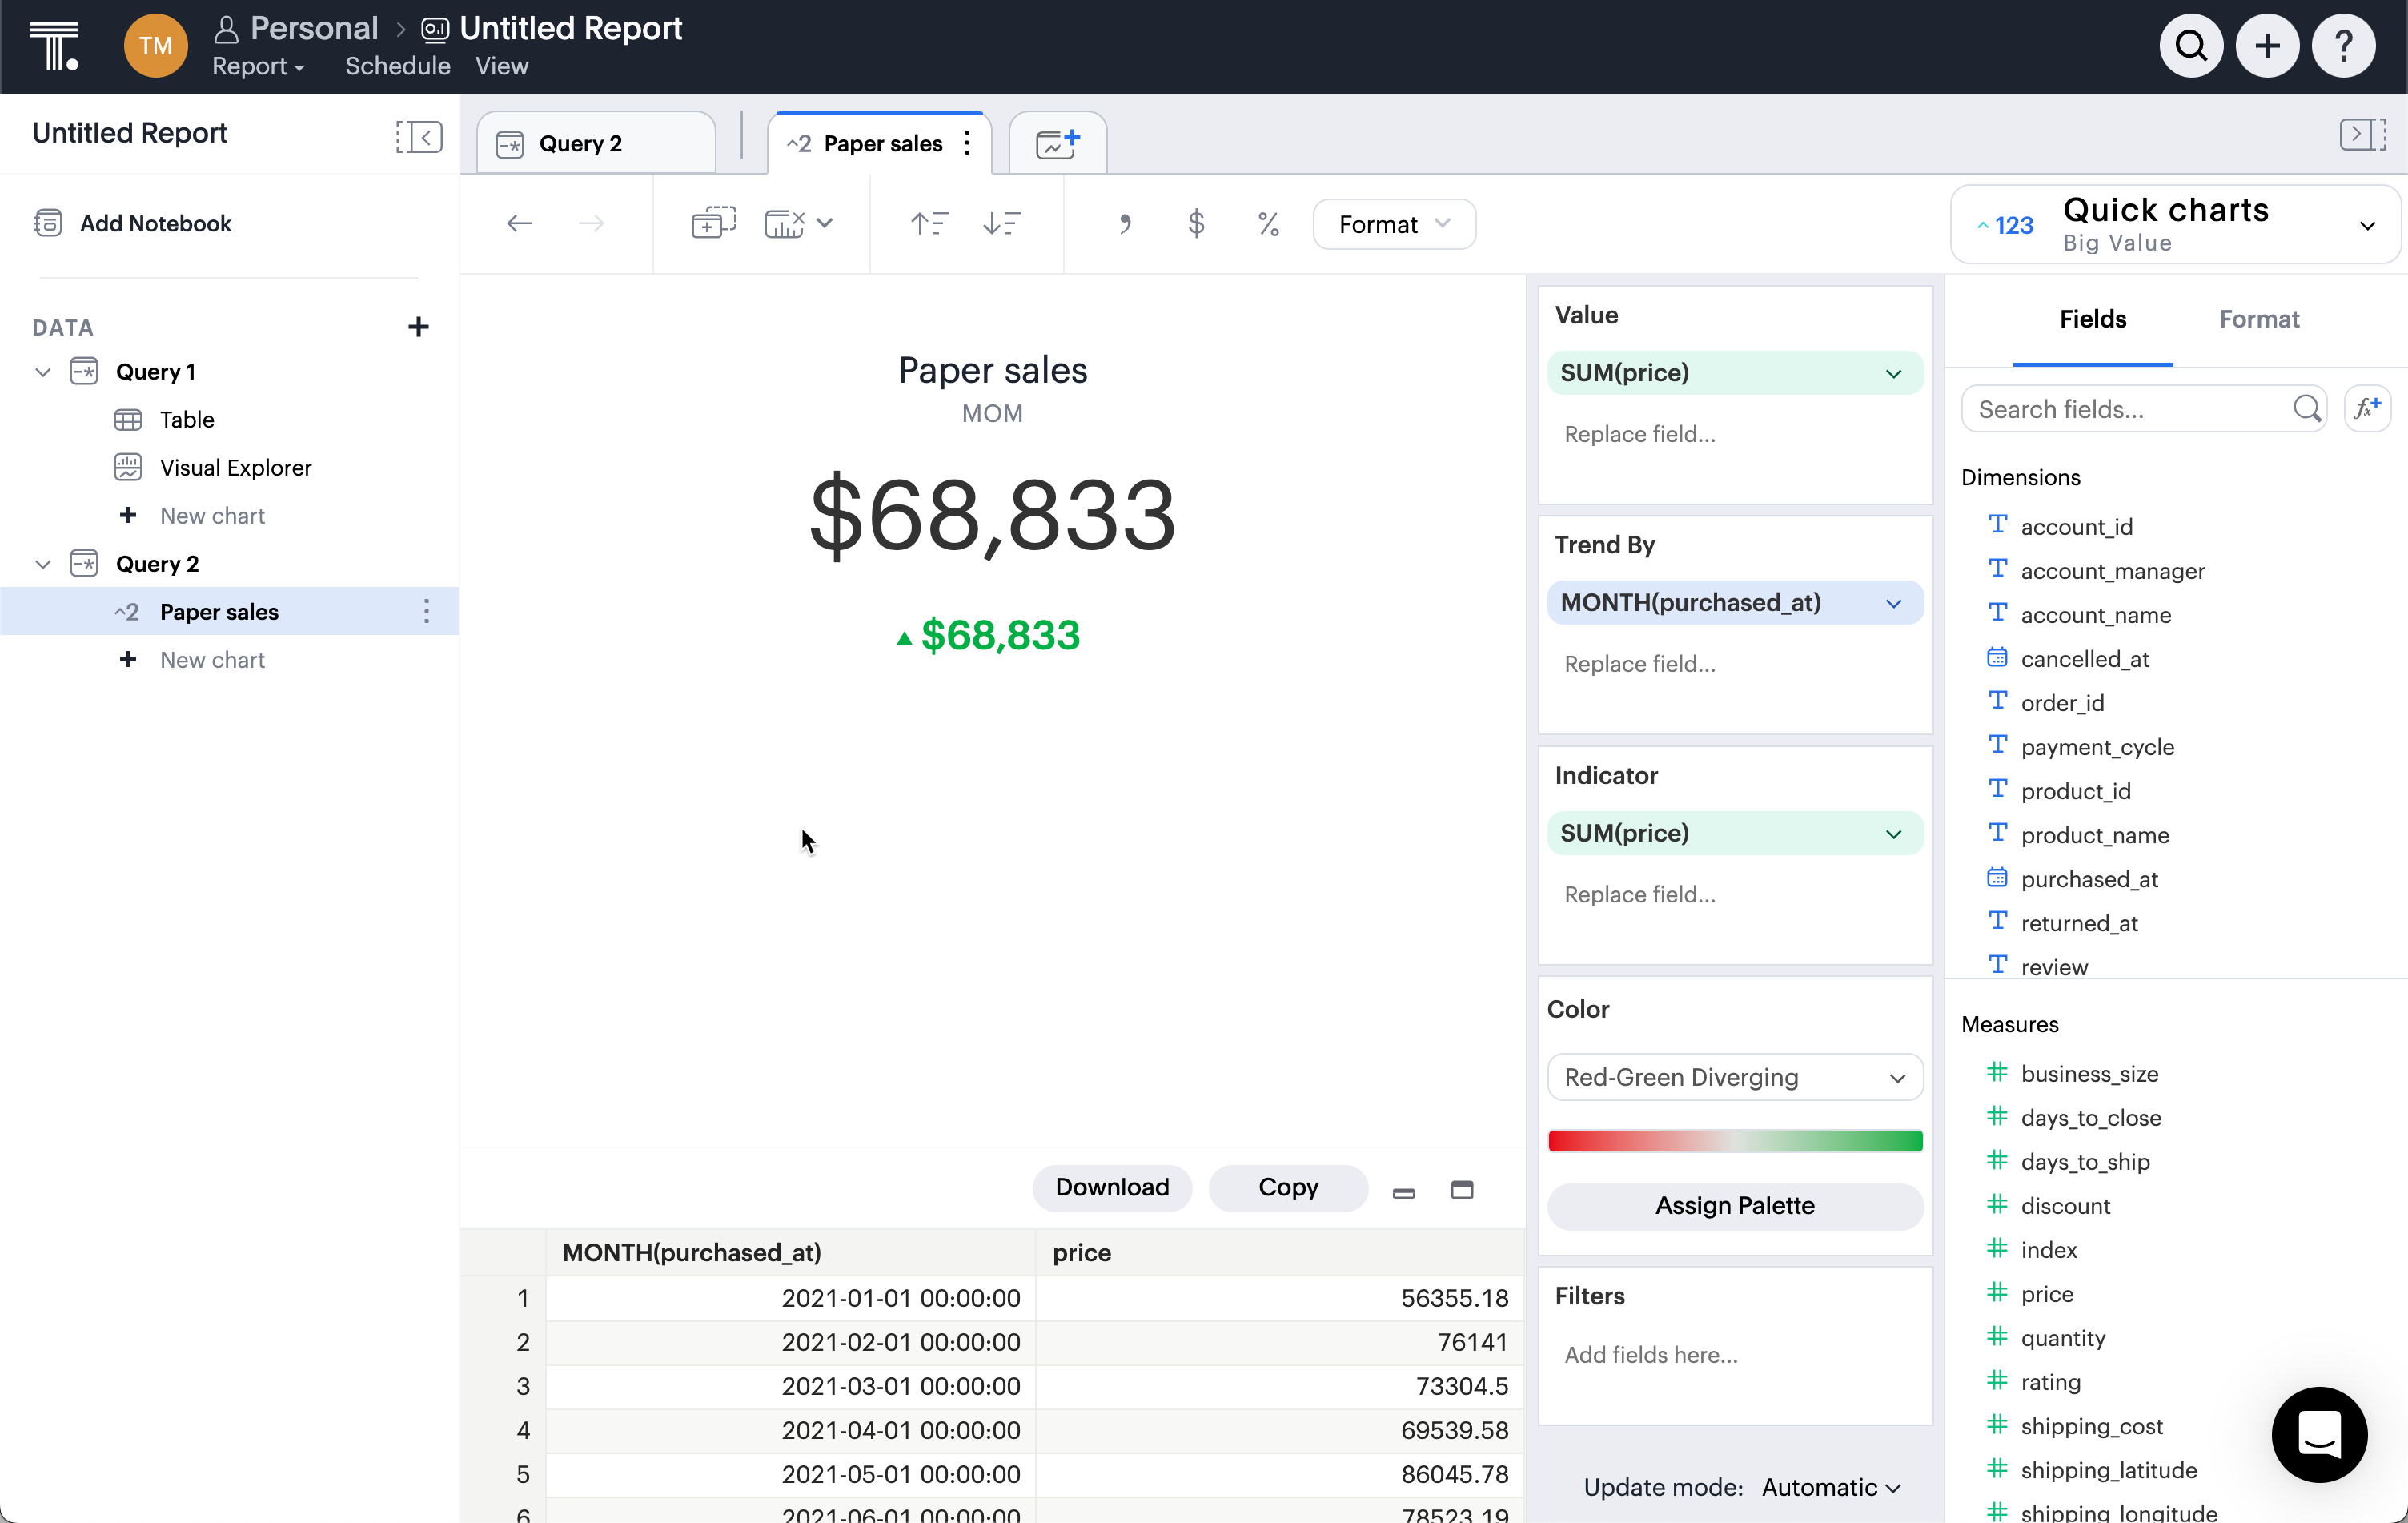 TM
Personal > Untitled Report
Report Schedule View
?
Untitled Report
Add Notebook
DATA
Query 1
Table
Visual Explorer
New chart
Query 2
^2 Paper sales
New chart
Query 2
^2 Paper sales
, $ % Format
^123 Quick charts
Big Value
Paper sales
MOM
$68,833
▲ $68,833
Download Copy
MONTH(purchased_at) price
1 2021-01-01 00:00:00 56355.18
2 2021-02-01 00:00:00 76141
3 2021-03-01 00:00:00 73304.5
4 2021-04-01 00:00:00 69539.58
5 2021-05-01 00:00:00 86045.78
6 2021-06-01 00:00:00 78523.19
Value
SUM(price)
Replace field...
Trend By
MONTH(purchased_at)
Replace field...
Indicator
SUM(price)
Replace field...
Color
Red-Green Diverging
Assign Palette
Filters
Add fields here...
Update mode: Automatic
Fields Format
Search fields... fx+
Dimensions
account_id
account_manager
account_name
cancelled_at
order_id
payment_cycle
product_id
product_name
purchased_at
returned_at
review
Measures
business_size
days_to_close
days_to_ship
discount
index
price
quantity
rating
shipping_cost
shipping_latitude
shipping_longitude